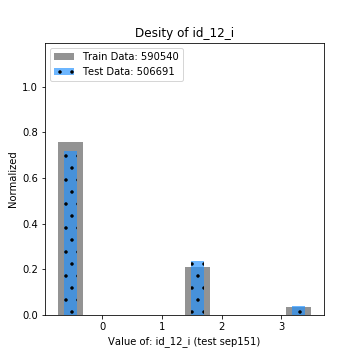 Desity of id_12_i
Train Data: 590540
Test Data: 506691
Normalized
1.0
0.8
0.6
0.4
0.2
0.0
0
1
2
3
Value of: id_12_i (test sep151)